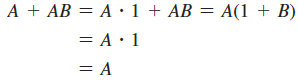 A + AB = A · 1 + AB = A(1 + B)
= A · 1
= A